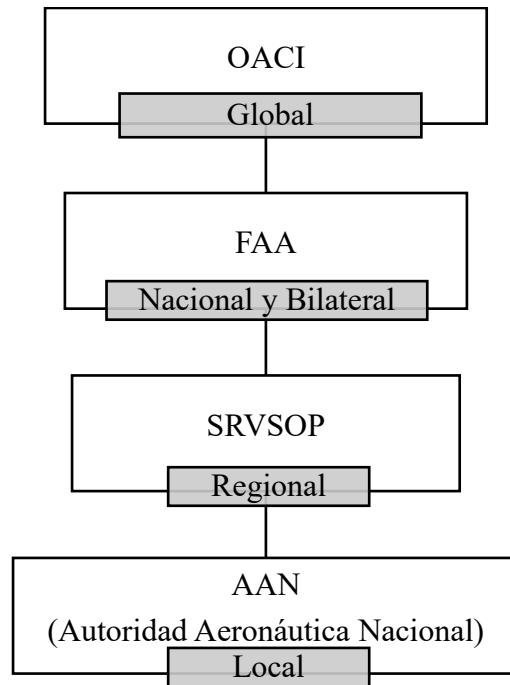 OACI
Global
FAA
Nacional y Bilateral
SRVSOP
Regional
AAN
(Autoridad Aeronáutica Nacional)
Local